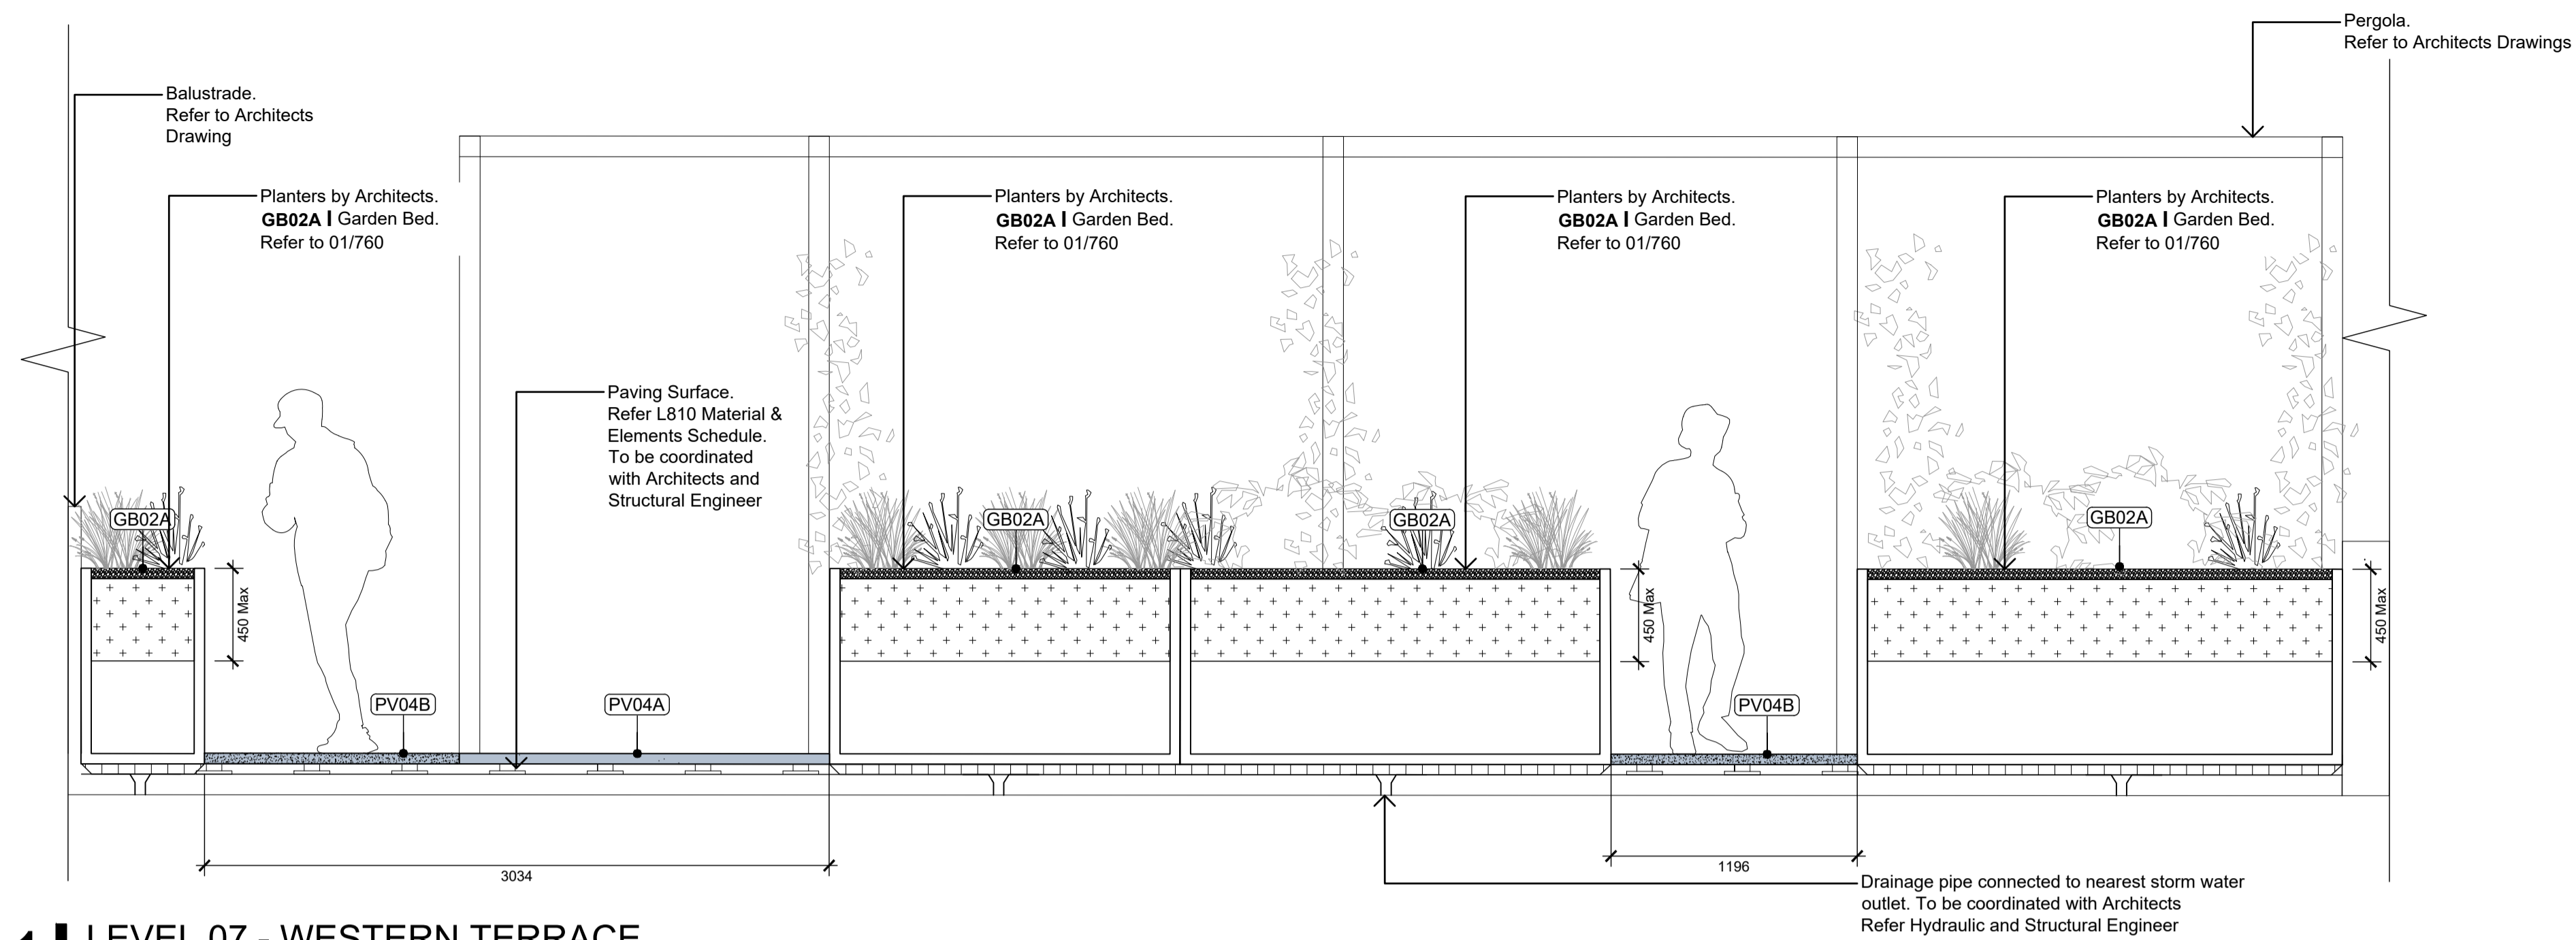 Pergola.
Refer to Architects Drawings
Balustrade.
Refer to Architects
Drawing
Planters by Architects.
GB02A | Garden Bed.
Refer to 01/760
Planters by Architects.
GB02A | Garden Bed.
Refer to 01/760
Planters by Architects.
GB02A | Garden Bed.
Refer to 01/760
Planters by Architects.
GB02A | Garden Bed.
Refer to 01/760
Paving Surface.
Refer L810 Material &
Elements Schedule.
To be coordinated
with Architects and
Structural Engineer
GB02A
GB02A
GB02A
GB02A
450 Max
450 Max
450 Max
PV04B
PV04A
PV04B
3034
1196
Drainage pipe connected to nearest storm water
outlet. To be coordinated with Architects
Refer Hydraulic and Structural Engineer
1 | LEVEL 07 - WESTERN TERRACE